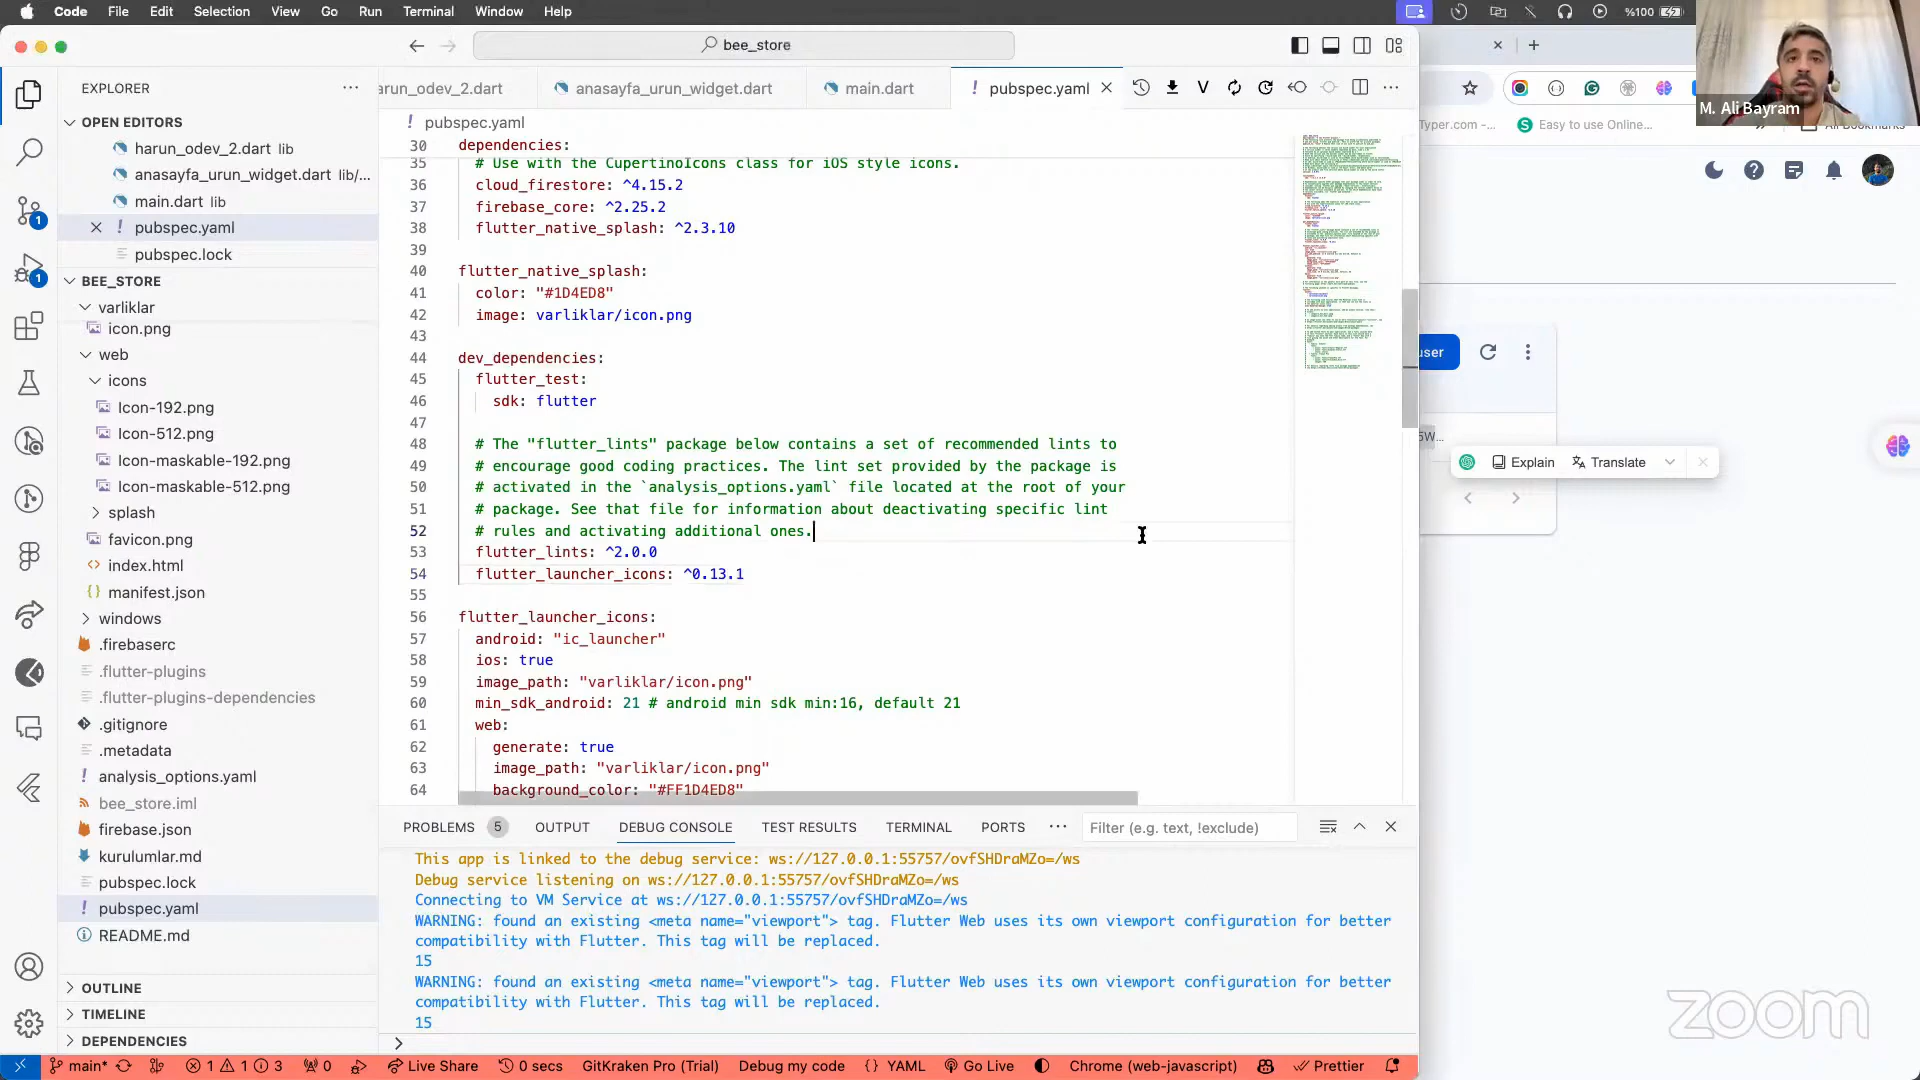 Code File Edit Selection View Go Run Terminal Window Help
%100
bee_store
EXPLORER
OPEN EDITORS
harun_odev_2.dart lib
anasayfa_urun_widget.dart lib/...
main.dart lib
pubspec.yaml
pubspec.lock
BEE_STORE
varliklar
icon.png
web
icons
Icon-192.png
Icon-512.png
Icon-maskable-192.png
Icon-maskable-512.png
splash
favicon.png
index.html
manifest.json
windows
.firebaserc
.flutter-plugins
.flutter-plugins-dependencies
.gitignore
.metadata
analysis_options.yaml
bee_store.iml
firebase.json
kurulumlar.md
pubspec.lock
pubspec.yaml
README.md
OUTLINE
TIMELINE
DEPENDENCIES
1
1
arun_odev_2.dart anasayfa_urun_widget.dart main.dart pubspec.yaml
pubspec.yaml
30 dependencies:
35 # Use with the CupertinoIcons class for iOS style icons.
36 cloud_firestore: ^4.15.2
37 firebase_core: ^2.25.2
38 flutter_native_splash: ^2.3.10
39
40 flutter_native_splash:
41 color: "#1D4ED8"
42 image: varliklar/icon.png
43
44 dev_dependencies:
45 flutter_test:
46 sdk: flutter
47
48 # The "flutter_lints" package below contains a set of recommended lints to
49 # encourage good coding practices. The lint set provided by the package is
50 # activated in the `analysis_options.yaml` file located at the root of your
51 # package. See that file for information about deactivating specific lint
52 # rules and activating additional ones.
53 flutter_lints: ^2.0.0
54 flutter_launcher_icons: ^0.13.1
55
56 flutter_launcher_icons:
57 android: "ic_launcher"
58 ios: true
59 image_path: "varliklar/icon.png"
60 min_sdk_android: 21 # android min sdk min:16, default 21
61 web:
62 generate: true
63 image_path: "varliklar/icon.png"
64 background_color: "#FF1D4ED8"
PROBLEMS 5 OUTPUT DEBUG CONSOLE TEST RESULTS TERMINAL PORTS Filter (e.g. text, !exclude)
This app is linked to the debug service: ws://127.0.0.1:55757/ovfSHDraMZo=/ws
Debug service listening on ws://127.0.0.1:55757/ovfSHDraMZo=/ws
Connecting to VM Service at ws://127.0.0.1:55757/ovfSHDraMZo=/ws
WARNING: found an existing <meta name="viewport"> tag. Flutter Web uses its own viewport configuration for better
compatibility with Flutter. This tag will be replaced.
15
WARNING: found an existing <meta name="viewport"> tag. Flutter Web uses its own viewport configuration for better
compatibility with Flutter. This tag will be replaced.
15
main* 1 1 3 0 Live Share 0 secs GitKraken Pro (Trial) Debug my code YAML Go Live Chrome (web-javascript) Prettier
M. Ali Bayram
Typer.com -... Easy to use Online... All Bookmarks
user
5W...
Explain Translate
zoom